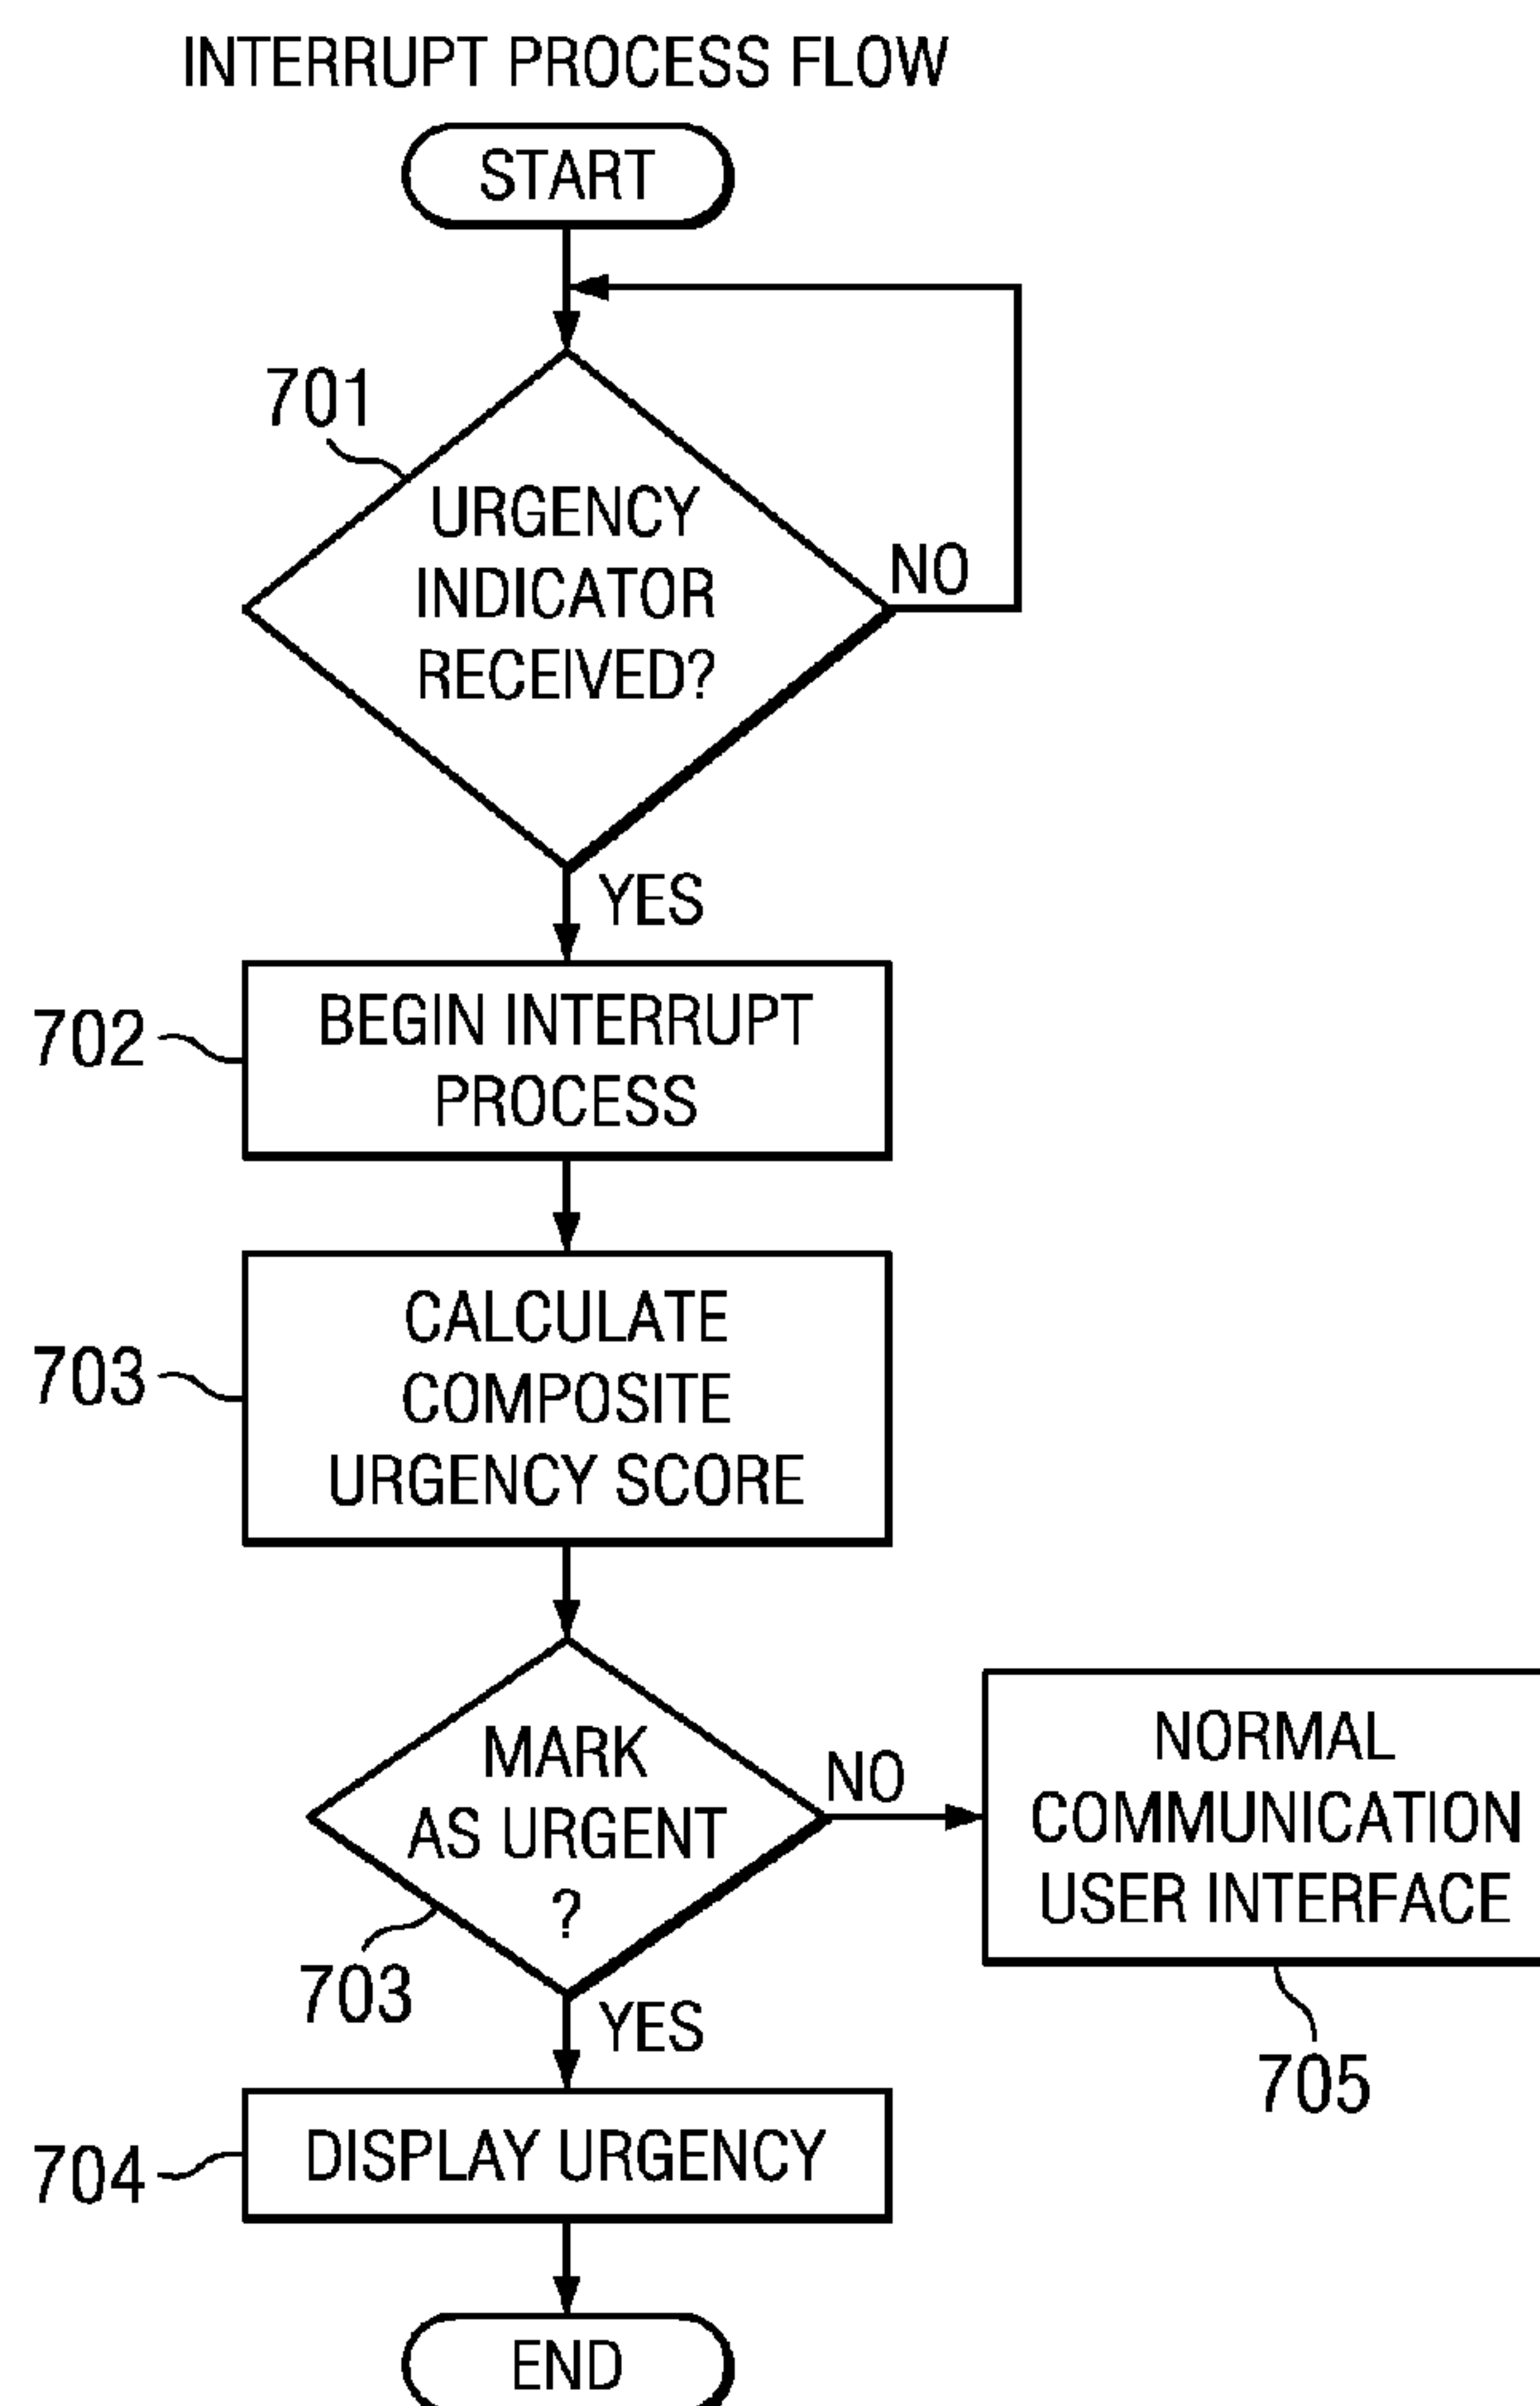 INTERRUPT PROCESS FLOW
START
701
URGENCY
INDICATOR
RECEIVED?
NO
YES
702
BEGIN INTERRUPT
PROCESS
703
CALCULATE
COMPOSITE
URGENCY SCORE
MARK
AS URGENT
?
NO
703
YES
NORMAL
COMMUNICATION
USER INTERFACE
705
704
DISPLAY URGENCY
END